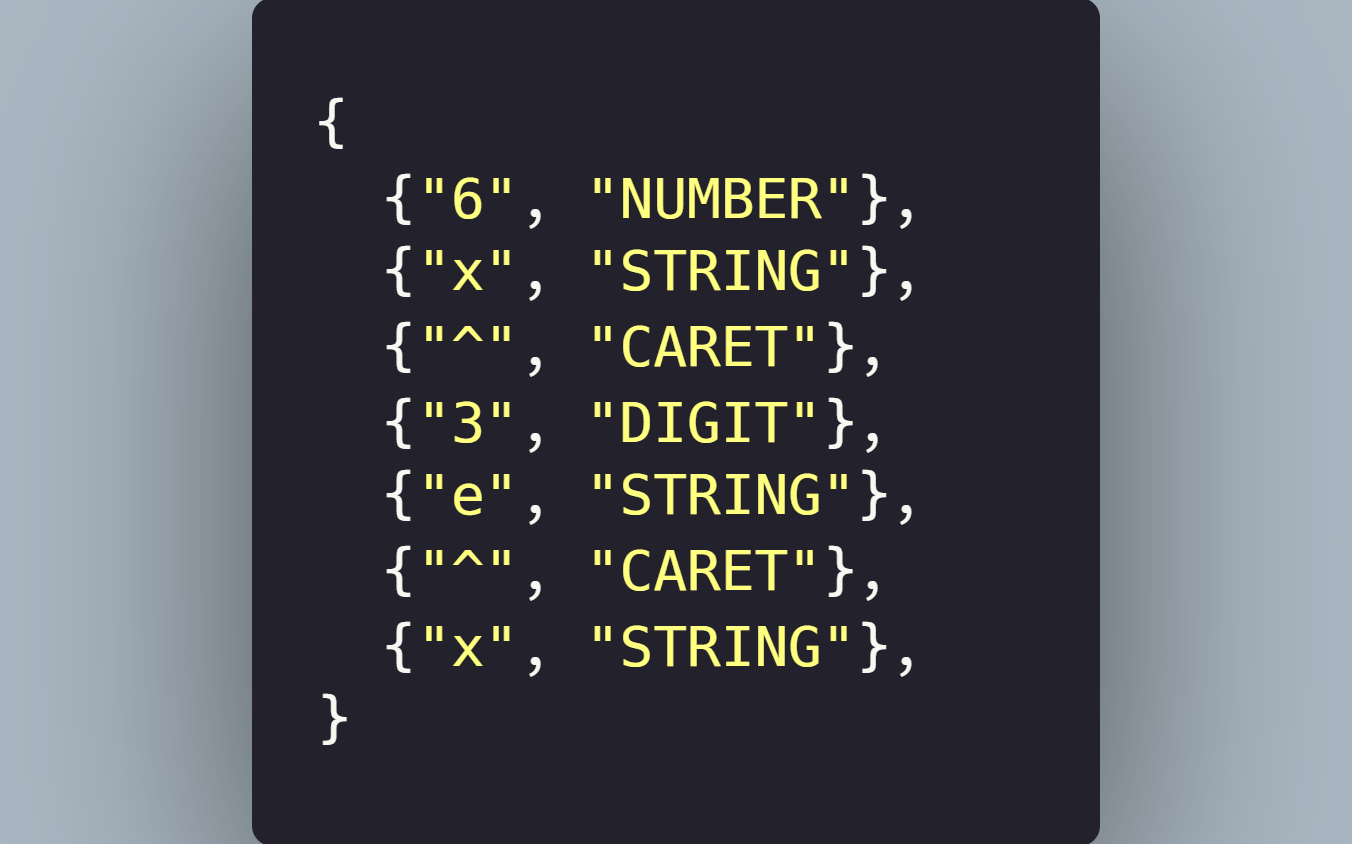 {
  {"6", "NUMBER"},
  {"x", "STRING"},
  {"^", "CARET"},
  {"3", "DIGIT"},
  {"e", "STRING"},
  {"^", "CARET"},
  {"x", "STRING"},
}